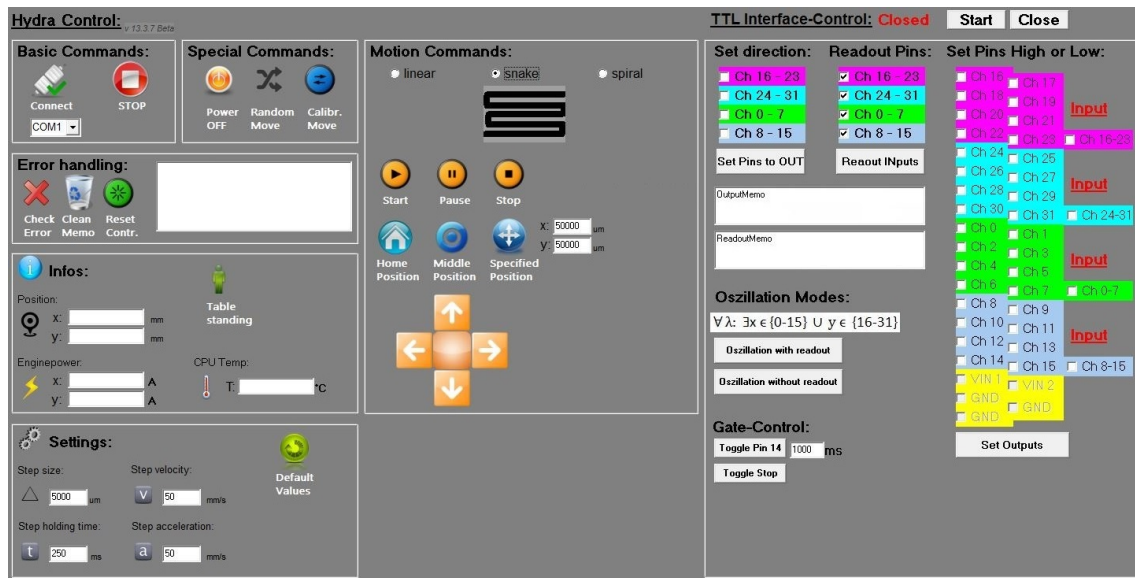 Hydra Control: v 13.3.7 Beta
Basic Commands:
Connect
STOP
COM1
Special Commands:
Power OFF
Random Move
Calibr. Move
Error handling:
Check Error
Clean Memo
Reset Contr.
Infos:
Table standing
Position:
x: mm
y: mm
Enginepower:
x: A
y: A
CPU Temp:
T: °C
Settings:
Default Values
Step size:
5000 um
Step velocity:
V 50 mm/s
Step holding time:
t 250 ms
Step acceleration:
a 50 mm/s
Motion Commands:
linear
snake
spiral
Start
Pause
Stop
Home Position
Middle Position
Specified Position
x: 50000 um
y: 50000 um
TTL Interface-Control: Closed
Start
Close
Set direction:
Ch 16 - 23
Ch 24 - 31
Ch 0 - 7
Ch 8 - 15
Set Pins to OUT
Readout Pins:
Ch 16 - 23
Ch 24 - 31
Ch 0 - 7
Ch 8 - 15
Reaout INputs
OutputMemo
ReadoutMemo
Oszillation Modes:
∀ λ: ∃x ϵ {0-15} ∪ y ϵ {16-31}
Oszillation with readout
Oszillation without readout
Gate-Control:
Toggle Pin 14 1000 ms
Toggle Stop
Set Pins High or Low:
Ch 16 Ch 17
Ch 18 Ch 19
Input
Ch 20 Ch 21
Ch 22 Ch 23 Ch 16-23
Ch 24 Ch 25
Ch 26 Ch 27
Input
Ch 28 Ch 29
Ch 30 Ch 31 Ch 24-31
Ch 0 Ch 1
Ch 2 Ch 3
Input
Ch 4 Ch 5
Ch 6 Ch 7 Ch 0-7
Ch 8 Ch 9
Ch 10 Ch 11
Input
Ch 12 Ch 13
Ch 14 Ch 15 Ch 8-15
VIN 1 VIN 2
GND GND
GND
Set Outputs